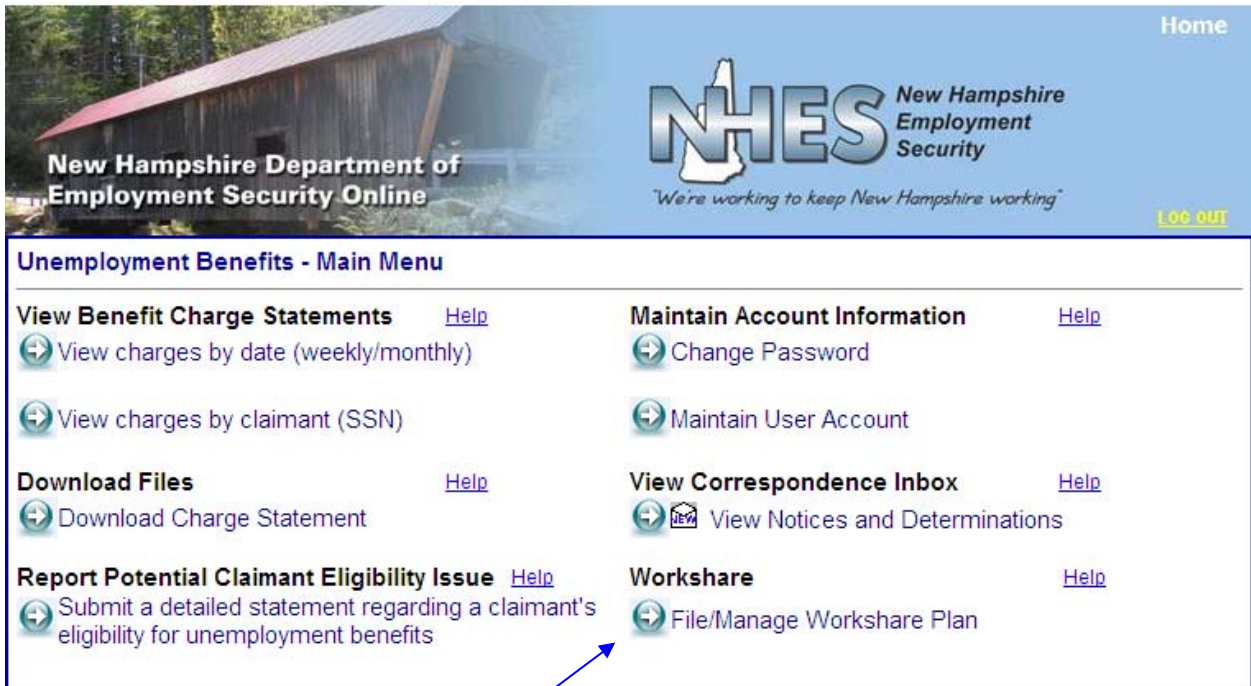 Home
New Hampshire Department of
Employment Security Online
NHES
New Hampshire
Employment
Security
"We're working to keep New Hampshire working"
LOG OUT
Unemployment Benefits - Main Menu
View Benefit Charge Statements Help
View charges by date (weekly/monthly)
View charges by claimant (SSN)
Download Files Help
Download Charge Statement
Report Potential Claimant Eligibility Issue Help
Submit a detailed statement regarding a claimant's
eligibility for unemployment benefits
Maintain Account Information Help
Change Password
Maintain User Account
View Correspondence Inbox Help
NEW View Notices and Determinations
Workshare Help
File/Manage Workshare Plan